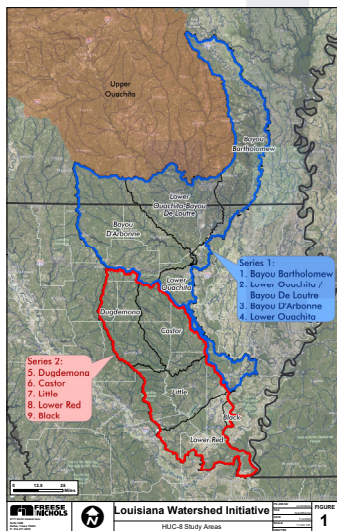 Upper
Ouachita
Bayou
Bartholomew
Lower
Ouachita-Bayou
De Loutre
Bayou
D'Arbonne
Lower
Ouachita
Dugdemona
Castor
Little
Black
Lower Red
Series 1:
1. Bayou Bartholomew
2. Lower Ouachita /
Bayou De Loutre
3. Bayou D'Arbonne
4. Lower Ouachita
Series 2:
5. Dugdemona
6. Castor
7. Little
8. Lower Red
9. Black
0 12.5 25
Miles
FREESE
NICHOLS
N
Louisiana Watershed Initiative
HUC-8 Study Areas
FIGURE
1